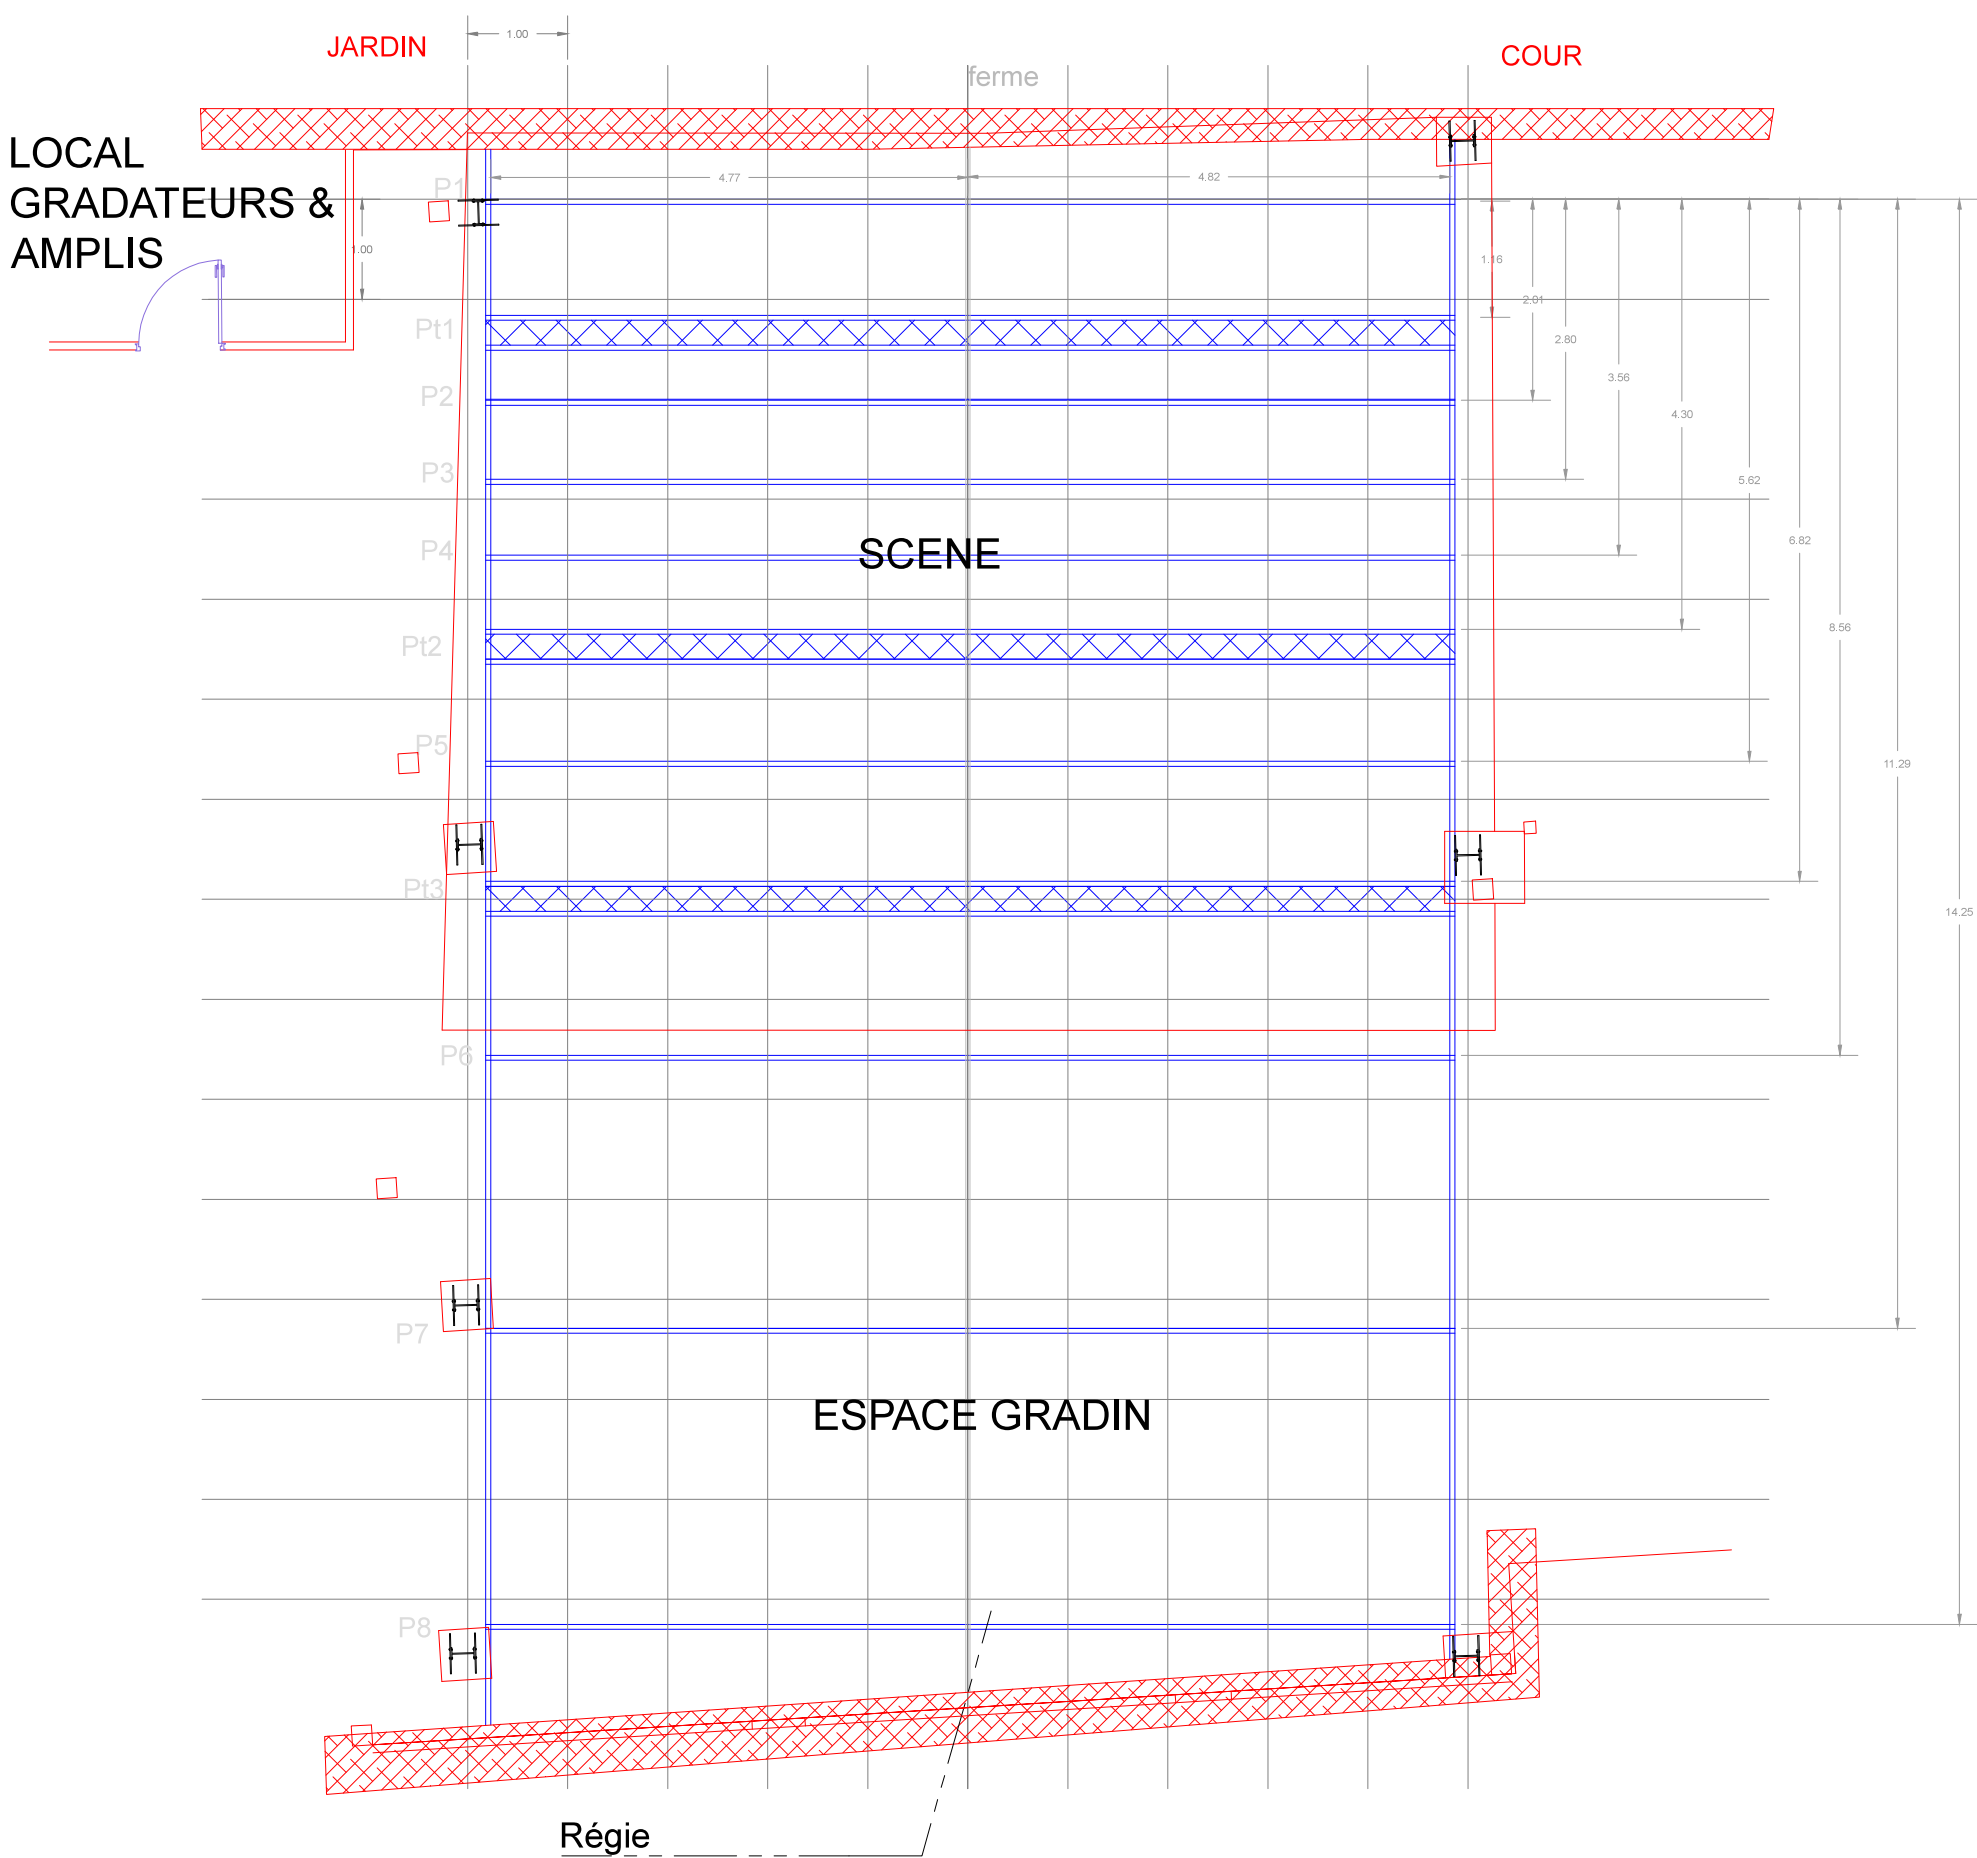 1.00
JARDIN
COUR
ferme
LOCAL
GRADATEURS &
AMPLIS
P1
4.77
4.82
1.00
1.16
2.01
Pt1
2.80
3.56
P2
4.30
P3
5.62
P4
SCENE
6.82
8.56
Pt2
P5
11.29
Pt3
14.25
P6
P7
ESPACE GRADIN
P8
Régie